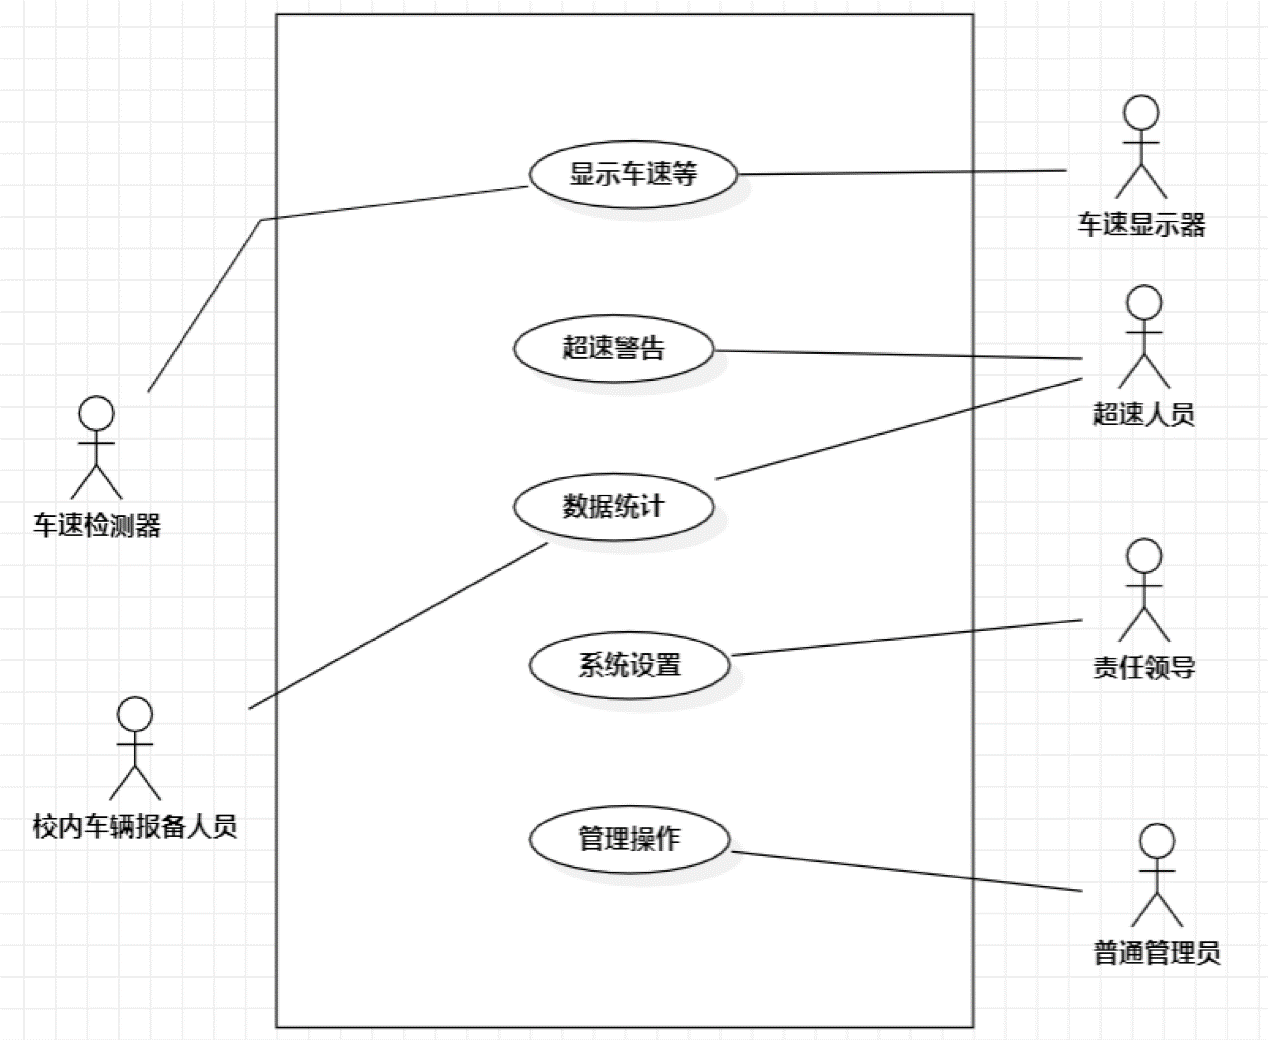 显示车速等
车速显示器
超速警告
超速人员
车速检测器
数据统计
系统设置
责任领导
校内车辆报备人员
管理操作
普通管理员